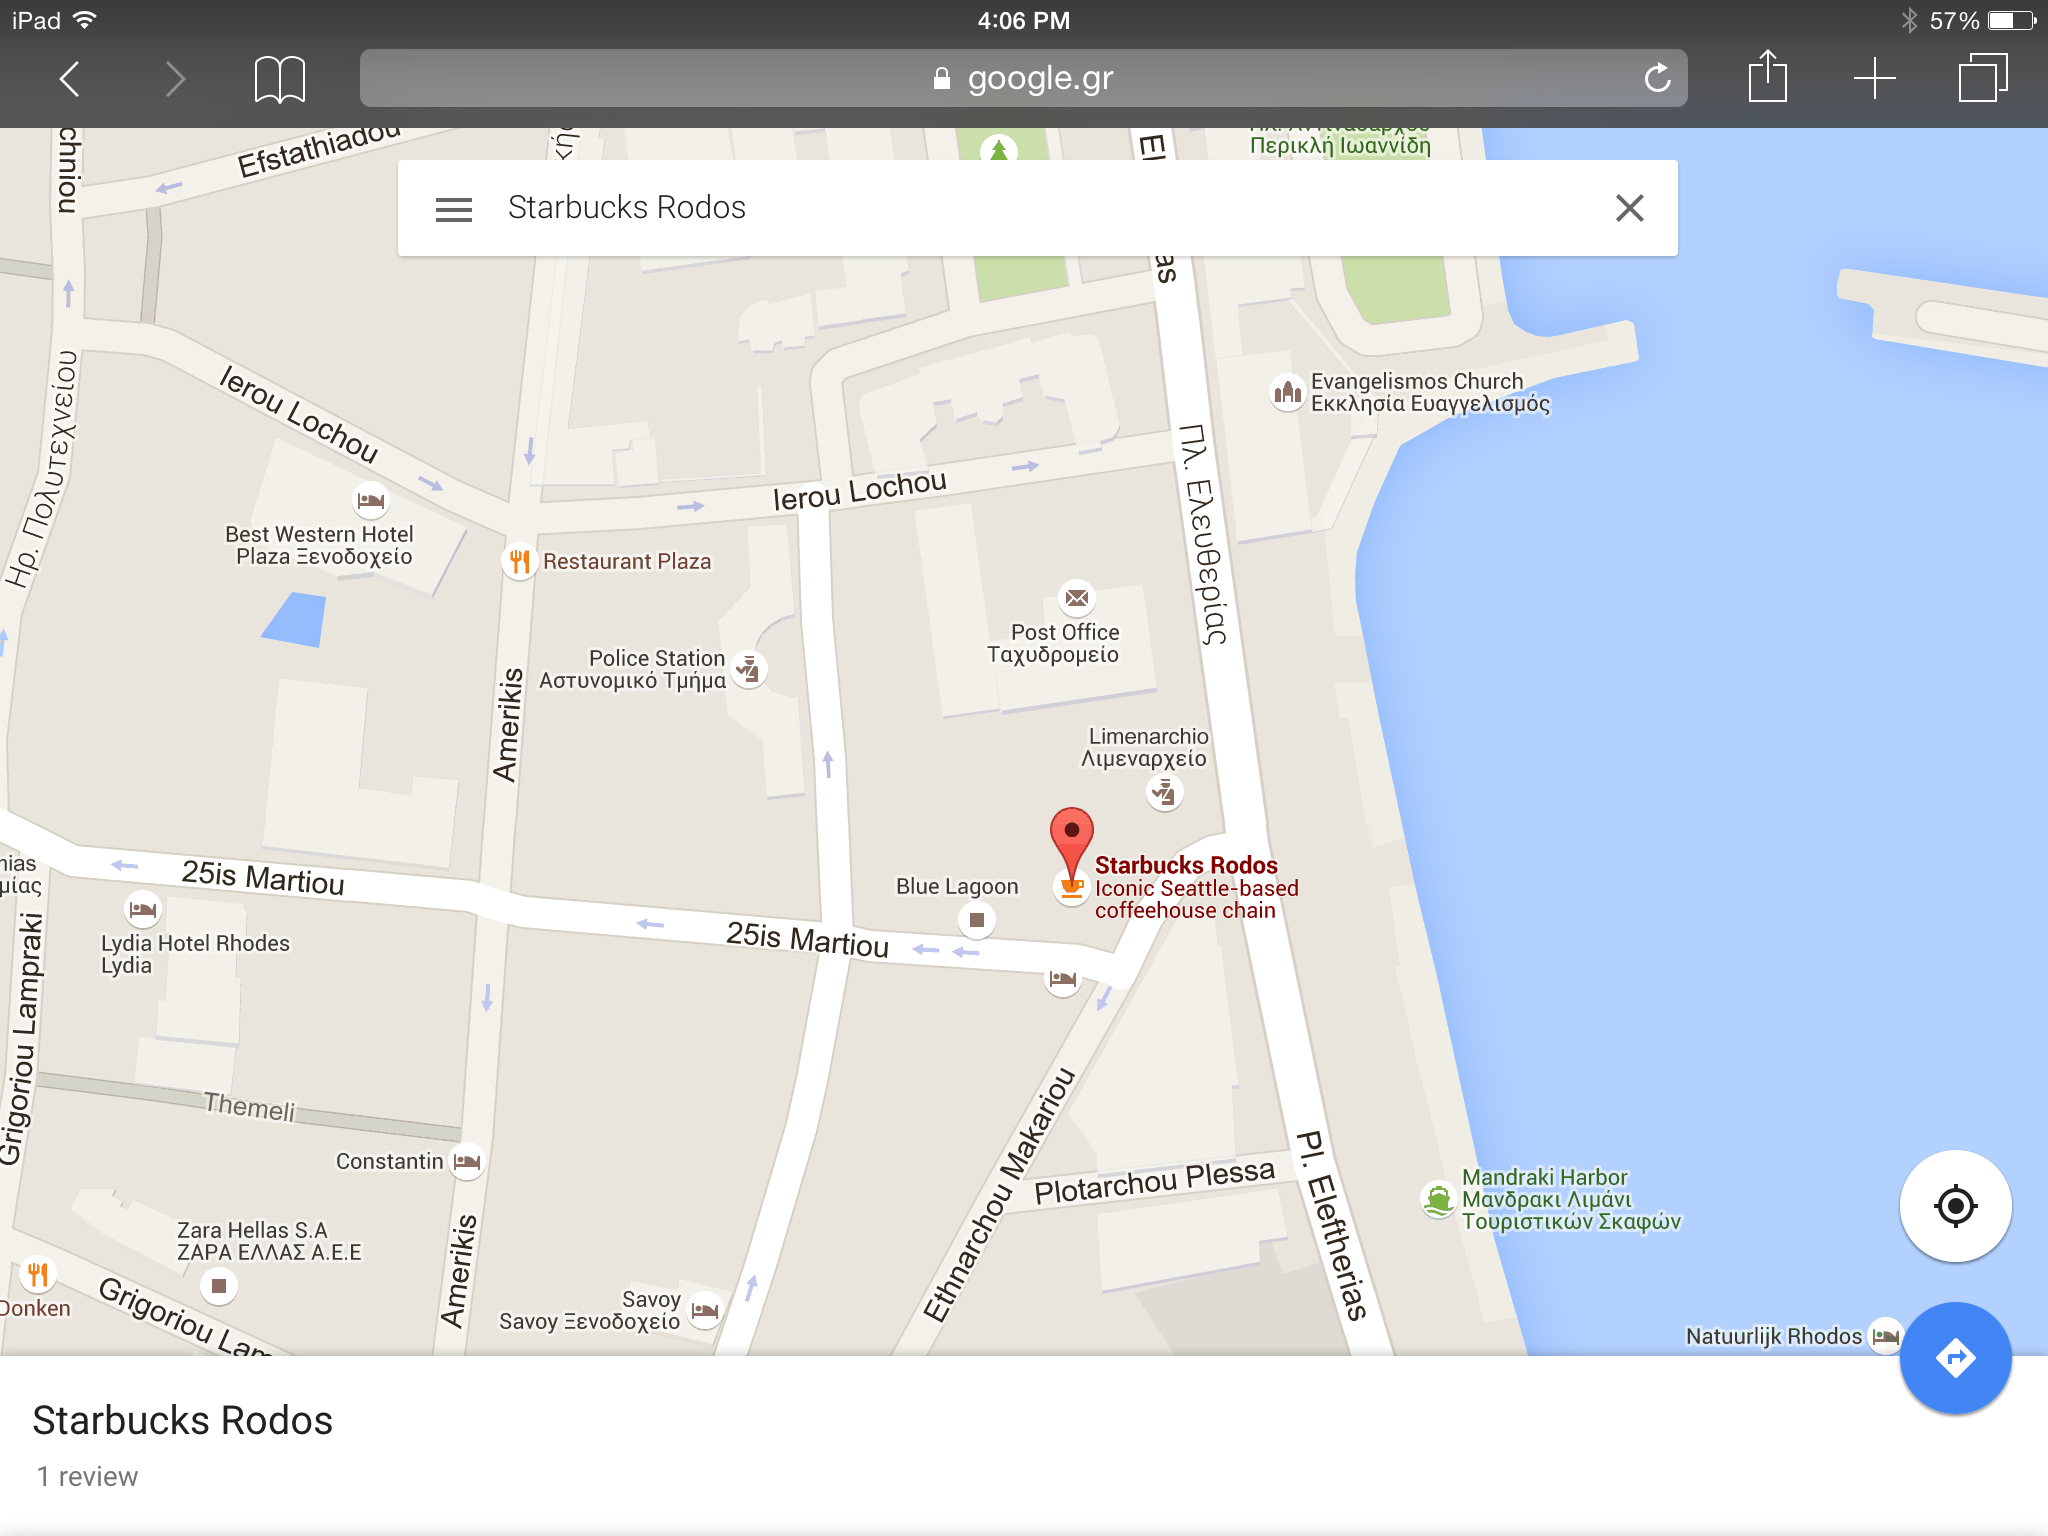 iPad
4:06 PM
57%
google.gr
Efstathiadou
Περικλή Ιωαννίδη
Starbucks Rodos
Ierou Lochou
Ηρ. Πολυτεχνείου
Evangelismos Church
Εκκλησία Ευαγγελισμός
Πλ. Ελευθερίας
Ierou Lochou
Best Western Hotel
Plaza Ξενοδοχείο
Restaurant Plaza
Post Office
Ταχυδρομείο
Police Station
Αστυνομικό Τμήμα
Amerikis
Limenarchio
Λιμεναρχείο
Starbucks Rodos
Iconic Seattle-based
coffeehouse chain
Blue Lagoon
25is Martiou
25is Martiou
Lydia Hotel Rhodes
Lydia
Grigoriou Lampraki
Themeli
Constantin
Ethnarchou Makariou
Plotarchou Plessa
Pl. Eleftherias
Mandraki Harbor
Μανδρακι Λιμάνι
Τουριστικών Σκαφών
Zara Hellas S.A
ΖΑΡΑ ΕΛΛΑΣ Α.Ε.Ε
Amerikis
Donken
Grigoriou Lam
Savoy
Savoy Ξενοδοχείο
Natuurlijk Rhodos
Starbucks Rodos
1 review